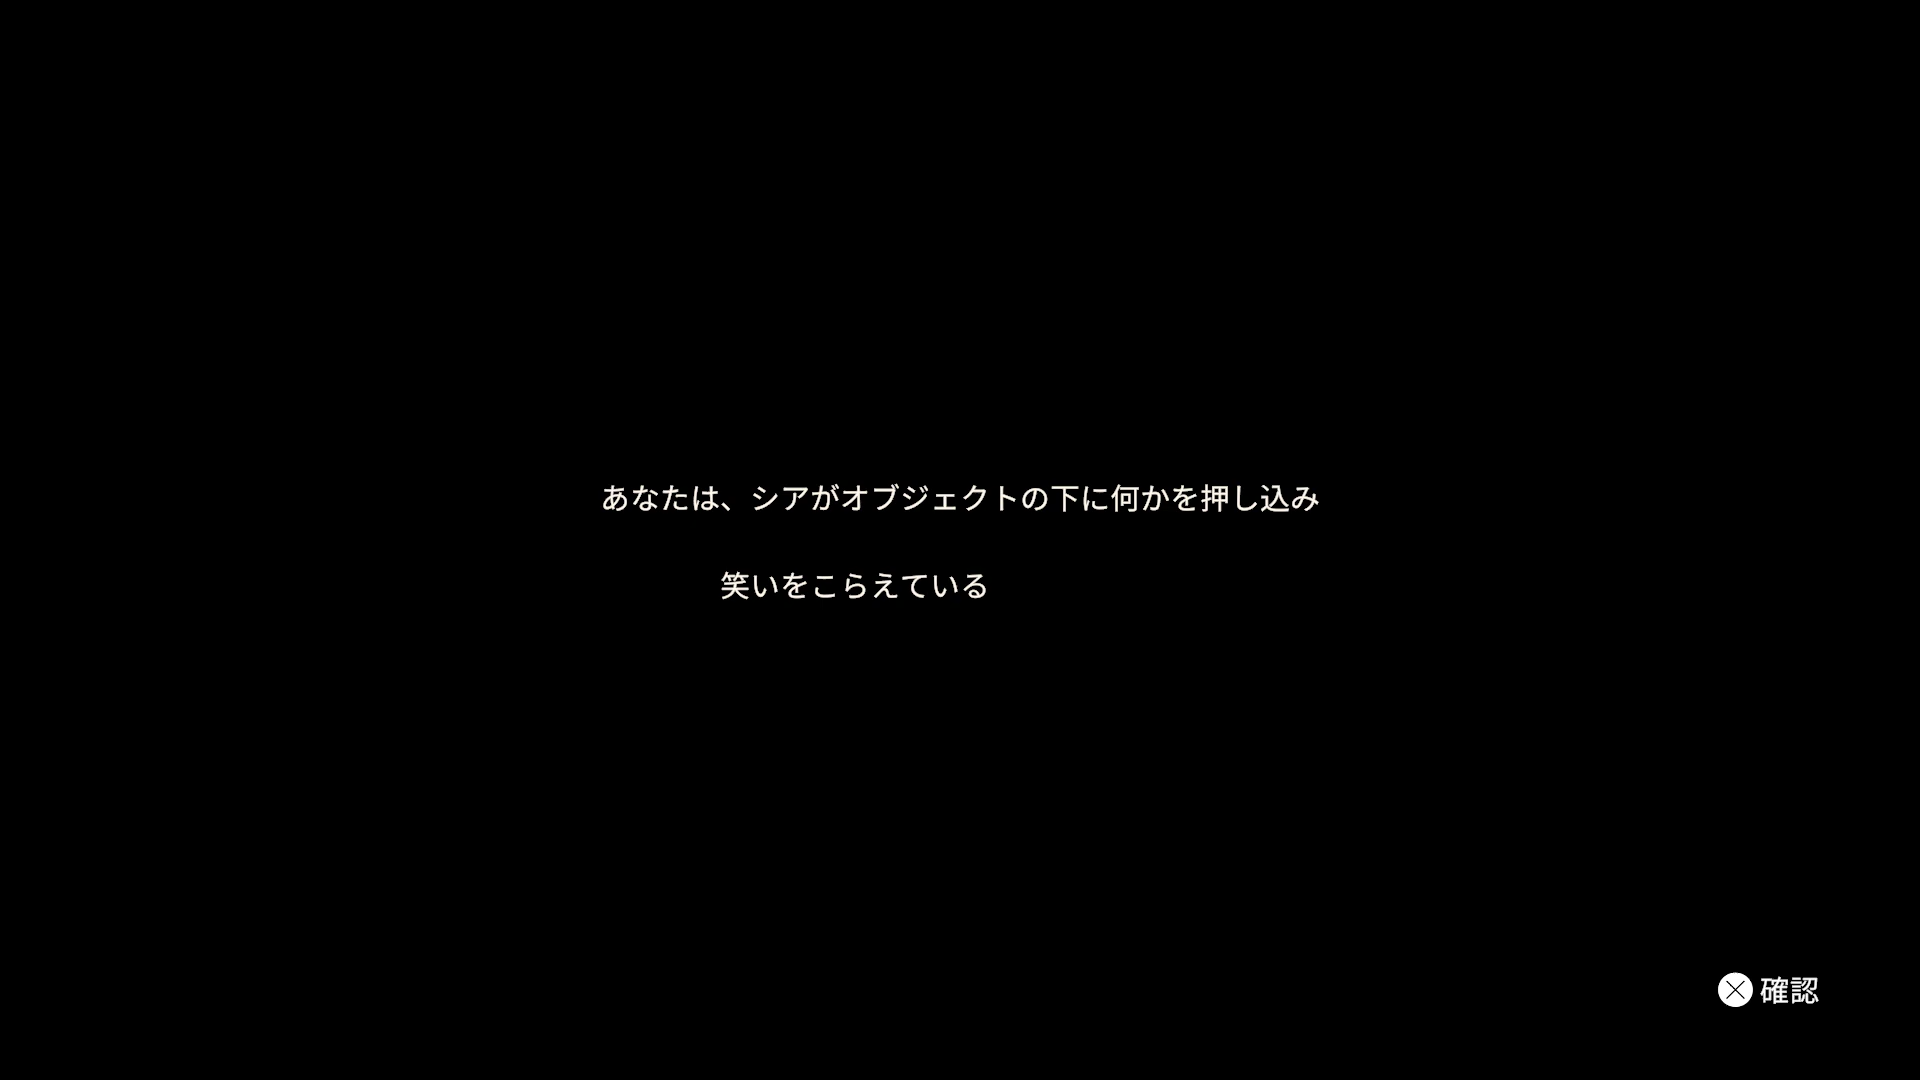 あなたは、シアがオブジェクトの下に何かを押し込み
笑いをこらえている
確認